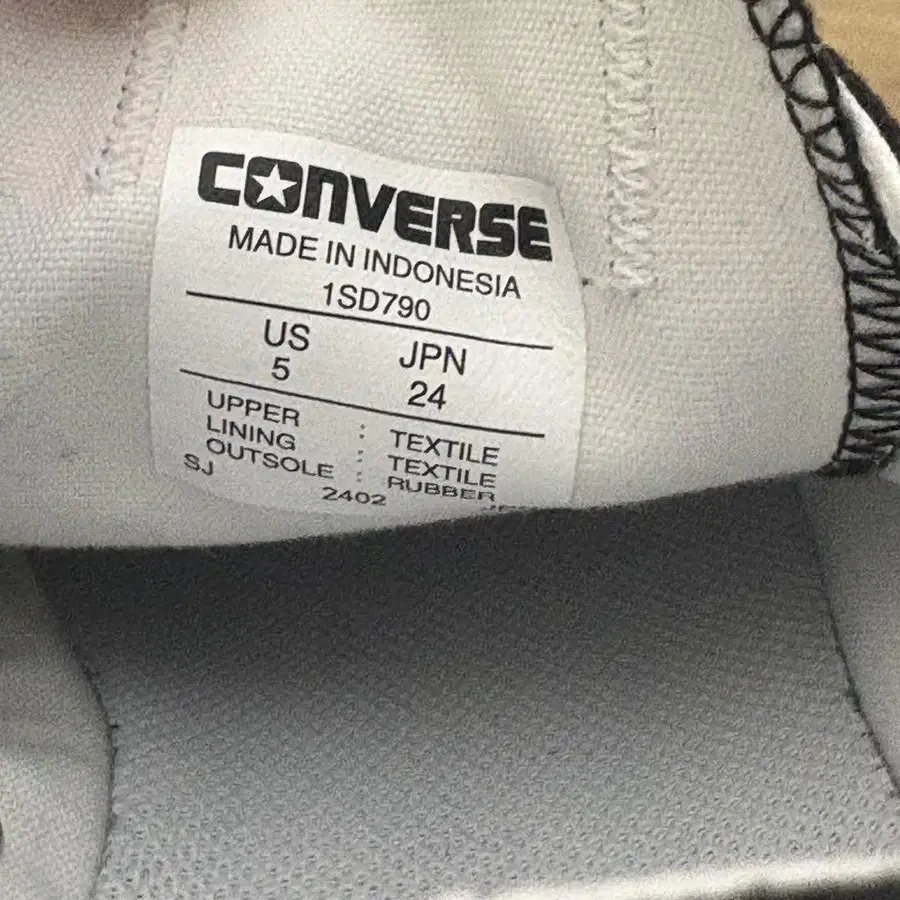 CONVERSE
MADE IN INDONESIA
1SD790
US JPN
5 24
UPPER : TEXTILE
LINING : TEXTILE
OUTSOLE : RUBBER
SJ 2402